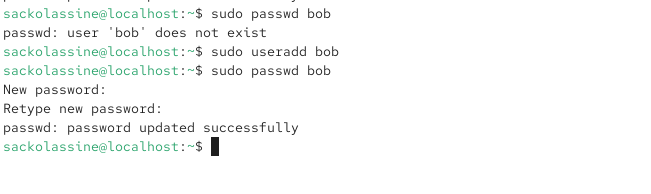 sackolassine@localhost:~$ sudo passwd bob
passwd: user 'bob' does not exist
sackolassine@localhost:~$ sudo useradd bob
sackolassine@localhost:~$ sudo passwd bob
New password:
Retype new password:
passwd: password updated successfully
sackolassine@localhost:~$